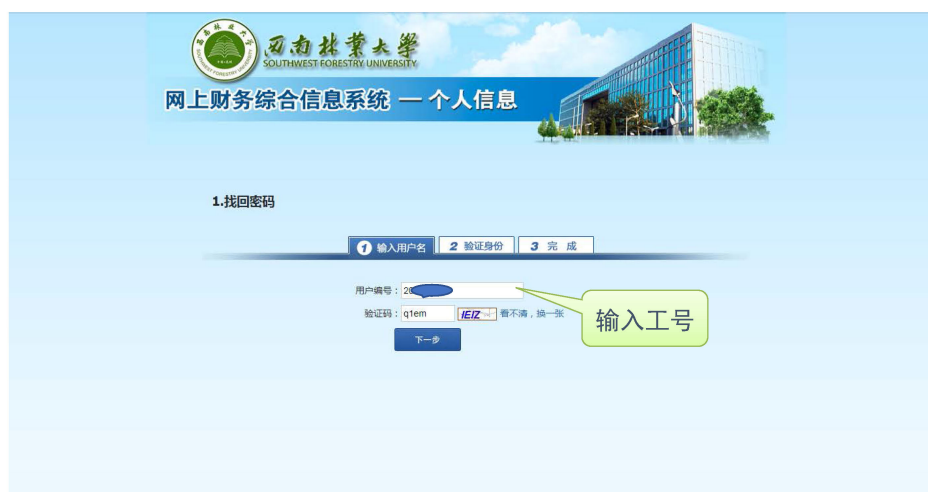 西南林业大学
SOUTHWEST FORESTRY UNIVERSITY
网上财务综合信息系统 — 个人信息
1.找回密码
1 输入用户名 2 验证身份 3 完 成
用户编号： 20
验证码： q1em IEIZ 看不清，换一张
下一步
输入工号